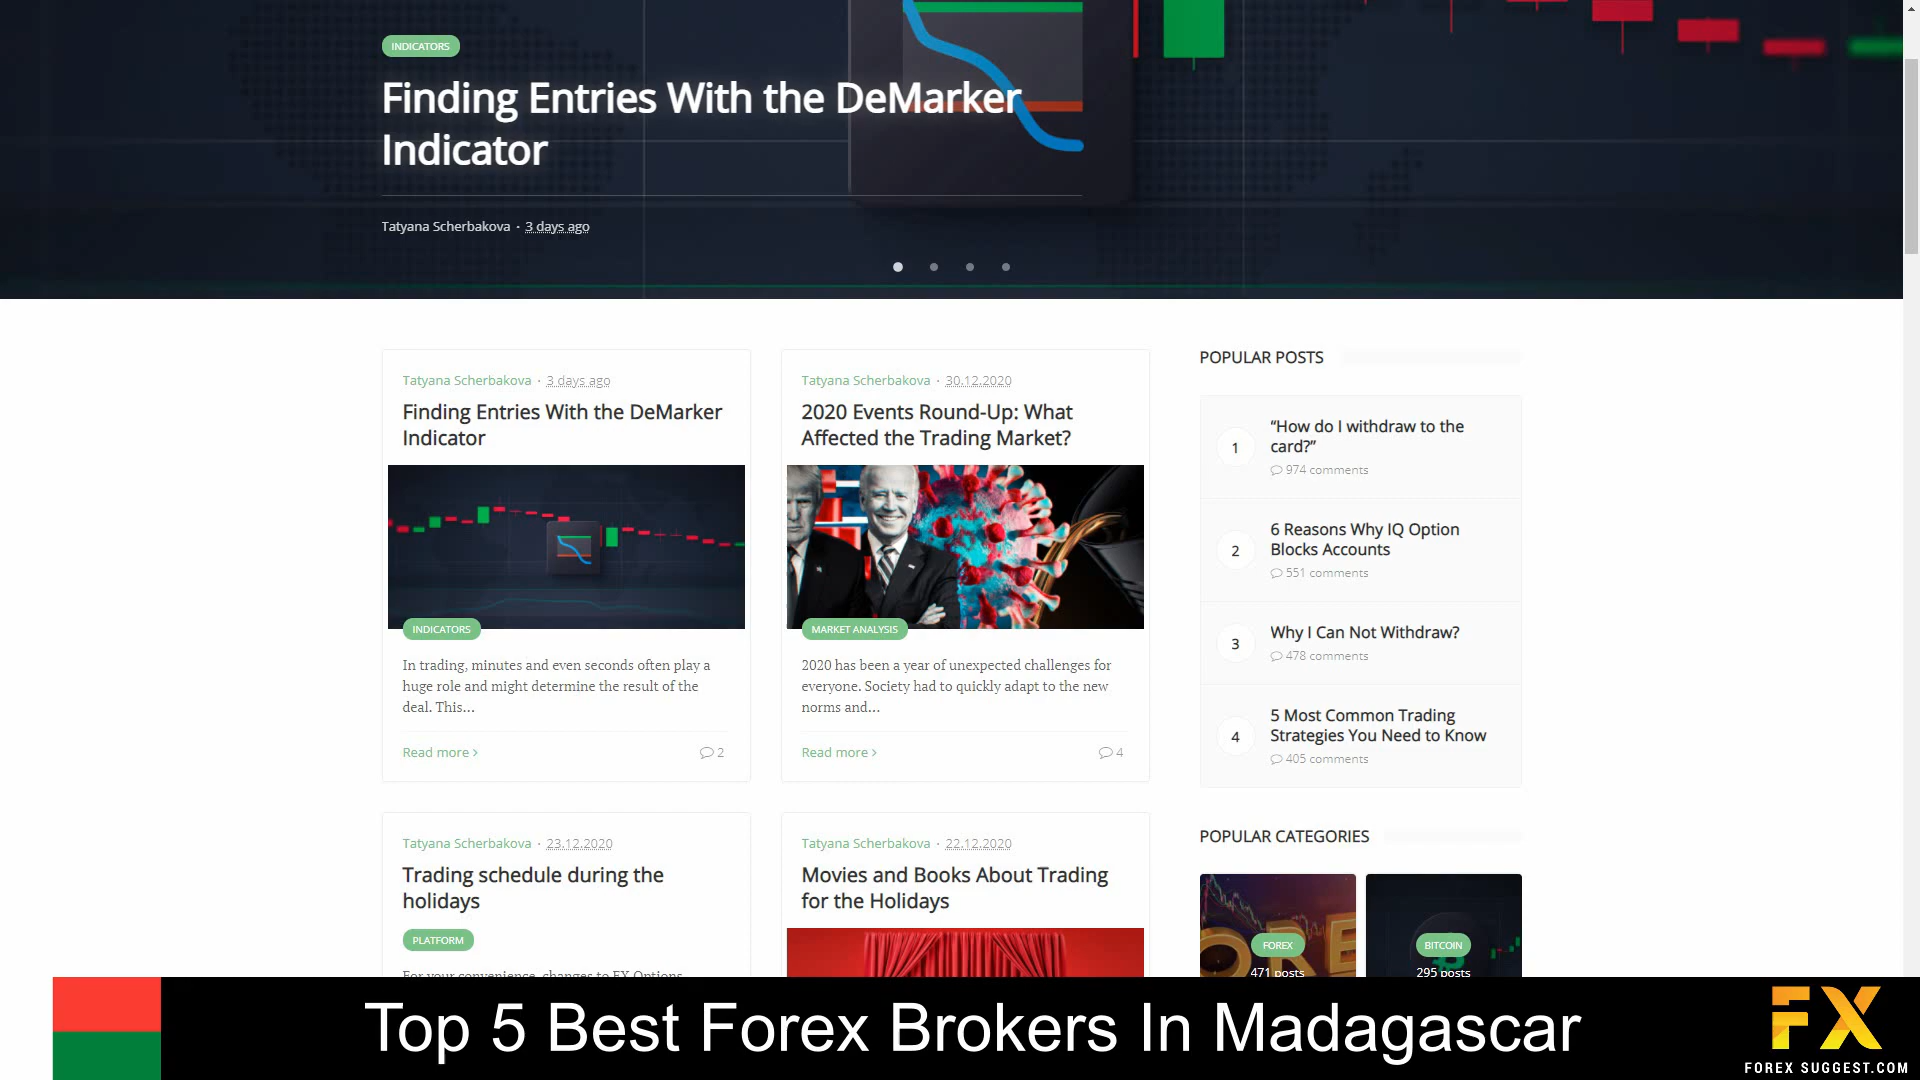 INDICATORS
Finding Entries With the DeMarker
Indicator
Tatyana Scherbakova · 3 days ago
Tatyana Scherbakova · 3 days ago
Finding Entries With the DeMarker
Indicator
INDICATORS
In trading, minutes and even seconds often play a
huge role and might determine the result of the
deal. This…
Read more ›
2
Tatyana Scherbakova · 30.12.2020
2020 Events Round-Up: What
Affected the Trading Market?
MARKET ANALYSIS
2020 has been a year of unexpected challenges for
everyone. Society had to quickly adapt to the new
norms and…
Read more ›
4
Tatyana Scherbakova · 23.12.2020
Trading schedule during the
holidays
PLATFORM
For your convenience, changes to FX Options
Tatyana Scherbakova · 22.12.2020
Movies and Books About Trading
for the Holidays
POPULAR POSTS
1
“How do I withdraw to the
card?”
974 comments
2
6 Reasons Why IQ Option
Blocks Accounts
551 comments
3
Why I Can Not Withdraw?
478 comments
4
5 Most Common Trading
Strategies You Need to Know
405 comments
POPULAR CATEGORIES
FOREX
471 posts
BITCOIN
295 posts
Top 5 Best Forex Brokers In Madagascar
FX
FOREX SUGGEST.COM